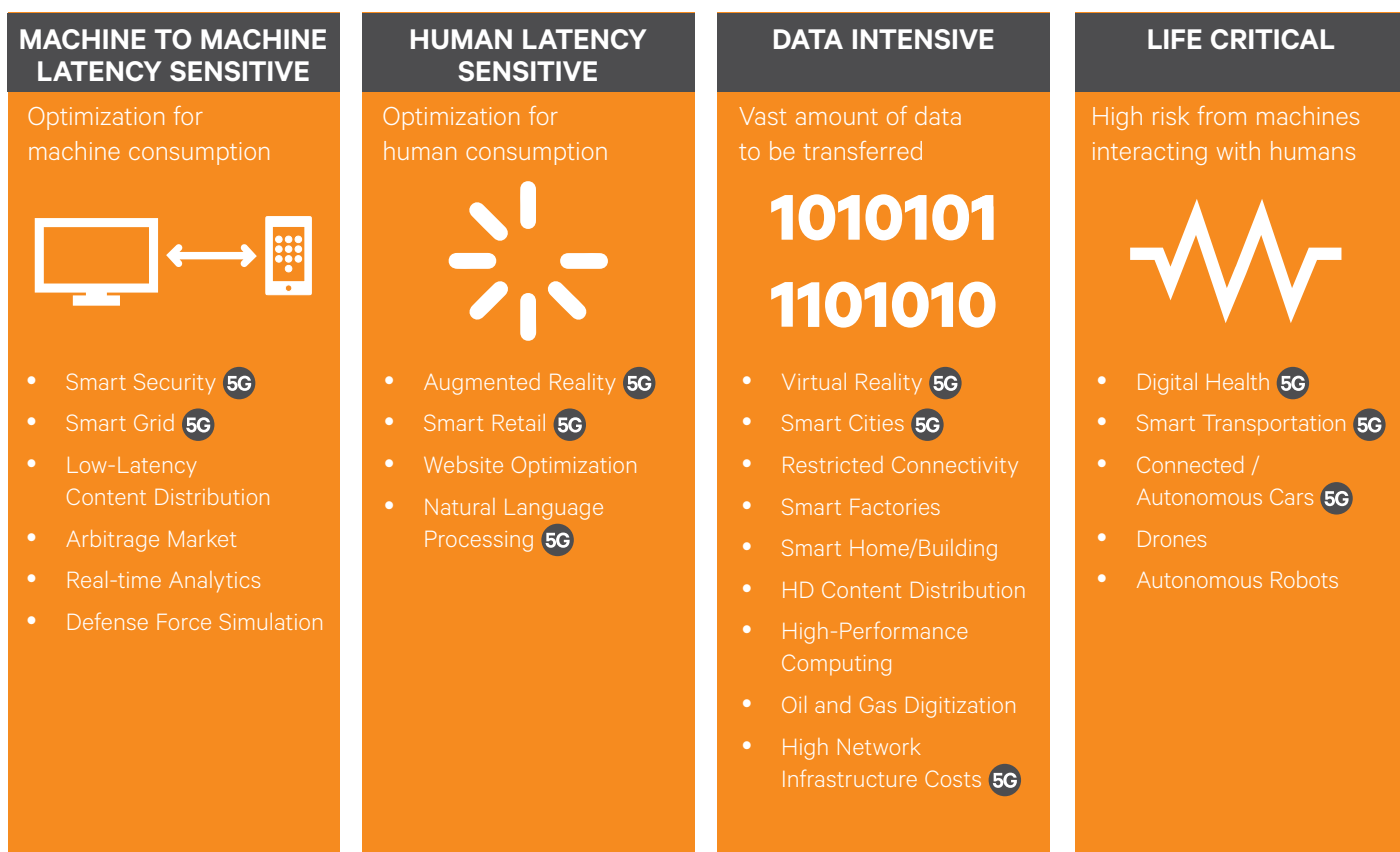 MACHINE TO MACHINE
LATENCY SENSITIVE
Optimization for
machine consumption
• Smart Security 5G
• Smart Grid 5G
• Low-Latency
Content Distribution
• Arbitrage Market
• Real-time Analytics
• Defense Force Simulation
HUMAN LATENCY
SENSITIVE
Optimization for
human consumption
• Augmented Reality 5G
• Smart Retail 5G
• Website Optimization
• Natural Language
Processing 5G
DATA INTENSIVE
Vast amount of data
to be transferred
1010101
1101010
• Virtual Reality 5G
• Smart Cities 5G
• Restricted Connectivity
• Smart Factories
• Smart Home/Building
• HD Content Distribution
• High-Performance
Computing
• Oil and Gas Digitization
• High Network
Infrastructure Costs 5G
LIFE CRITICAL
High risk from machines
interacting with humans
• Digital Health 5G
• Smart Transportation 5G
• Connected /
Autonomous Cars 5G
• Drones
• Autonomous Robots